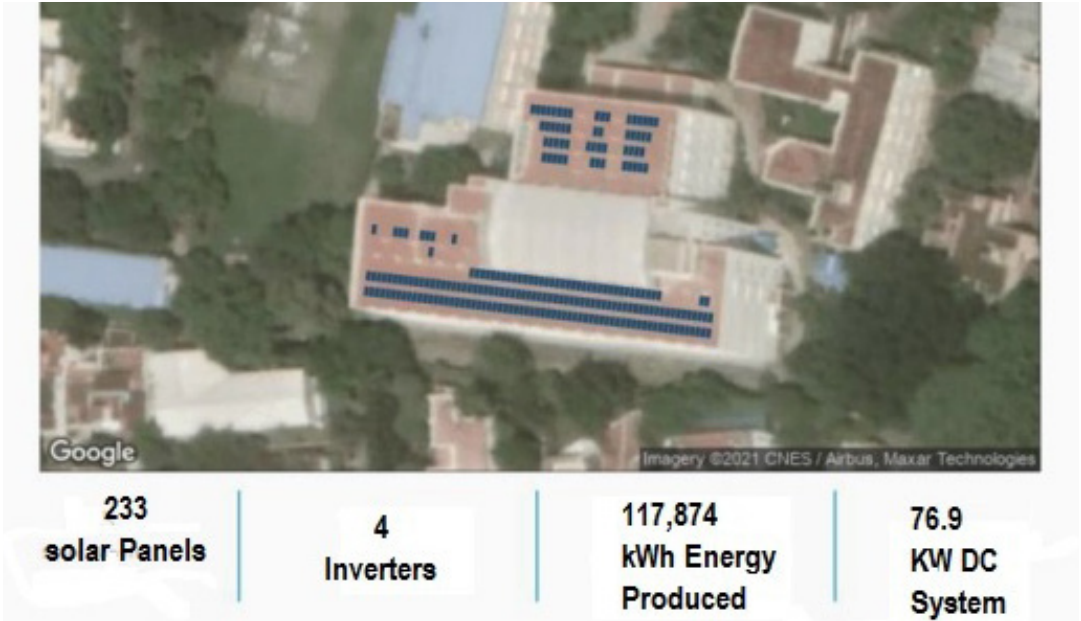 Google
Imagery ©2021 CNES / Airbus, Maxar Technologies
233
solar Panels
4
Inverters
117,874
kWh Energy
Produced
76.9
KW DC
System